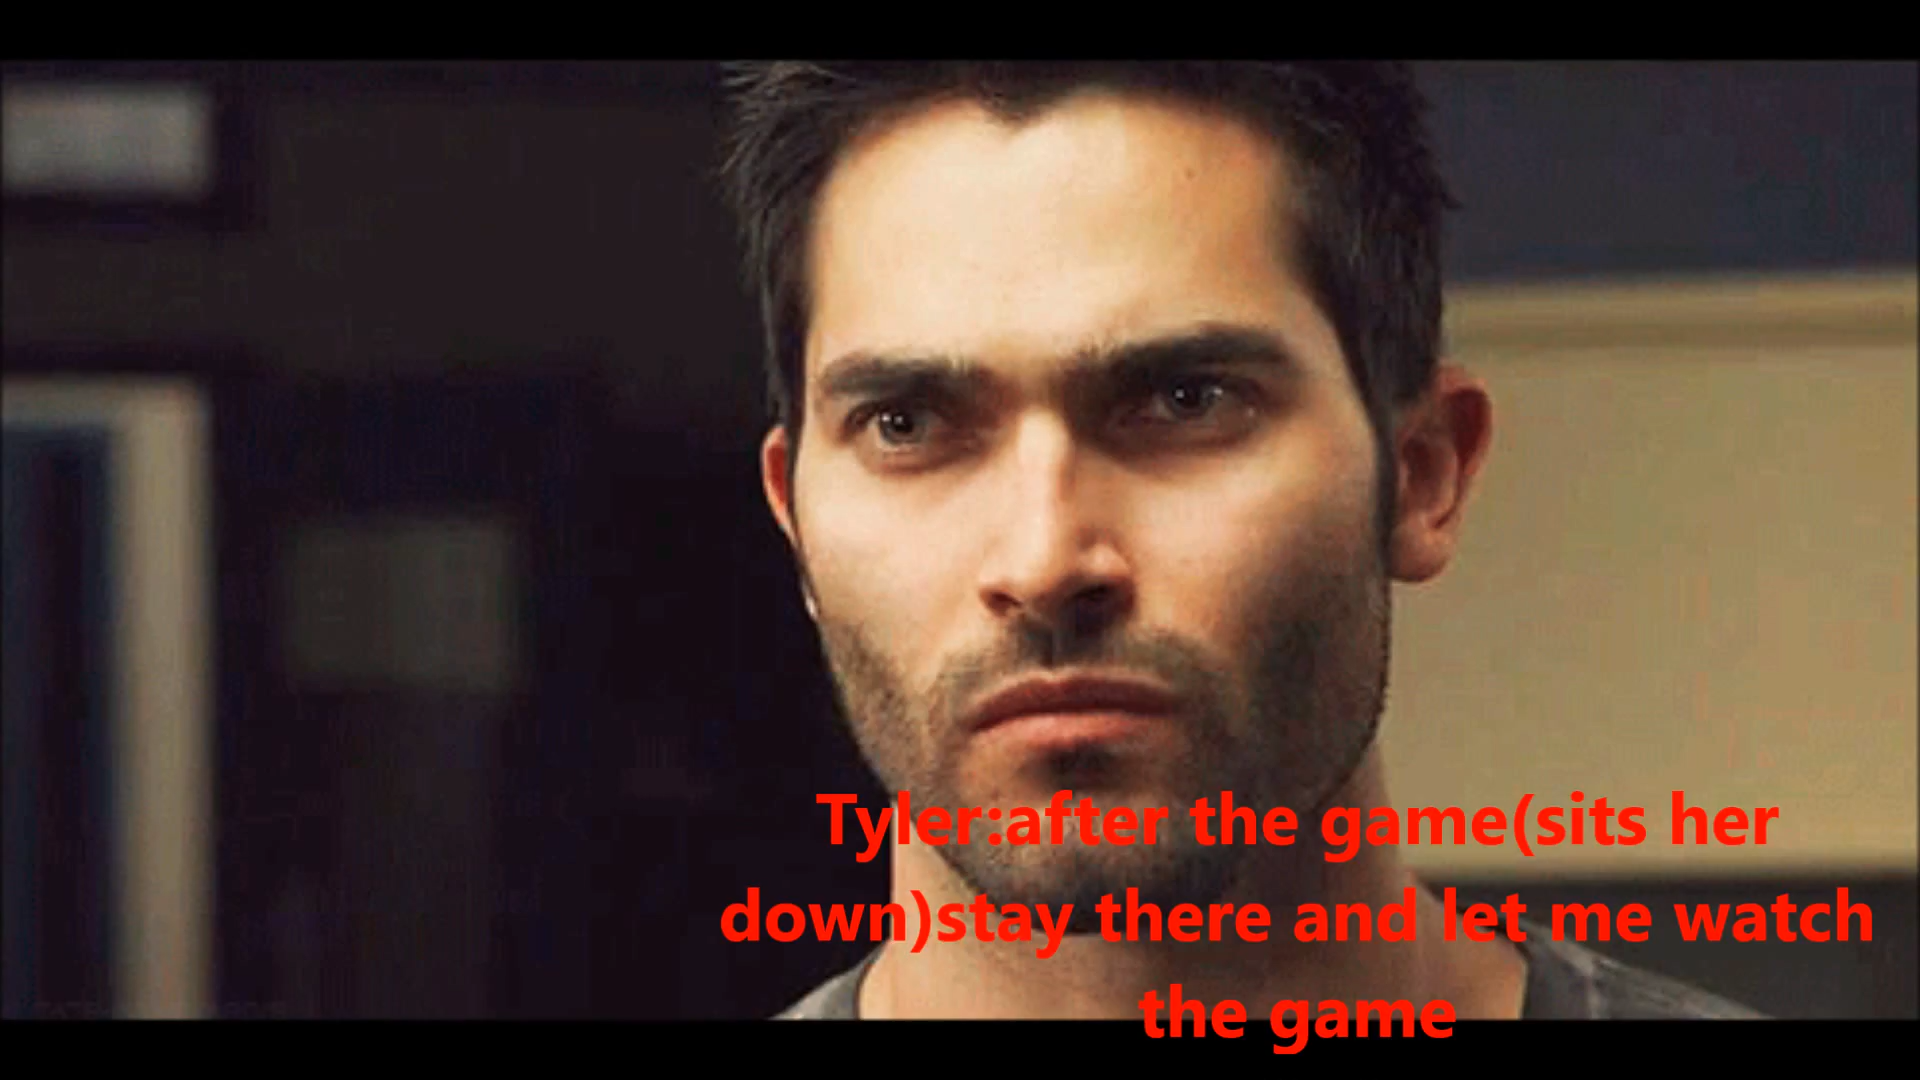 Tyler:after the game(sits her
down)stay there and let me watch
the game